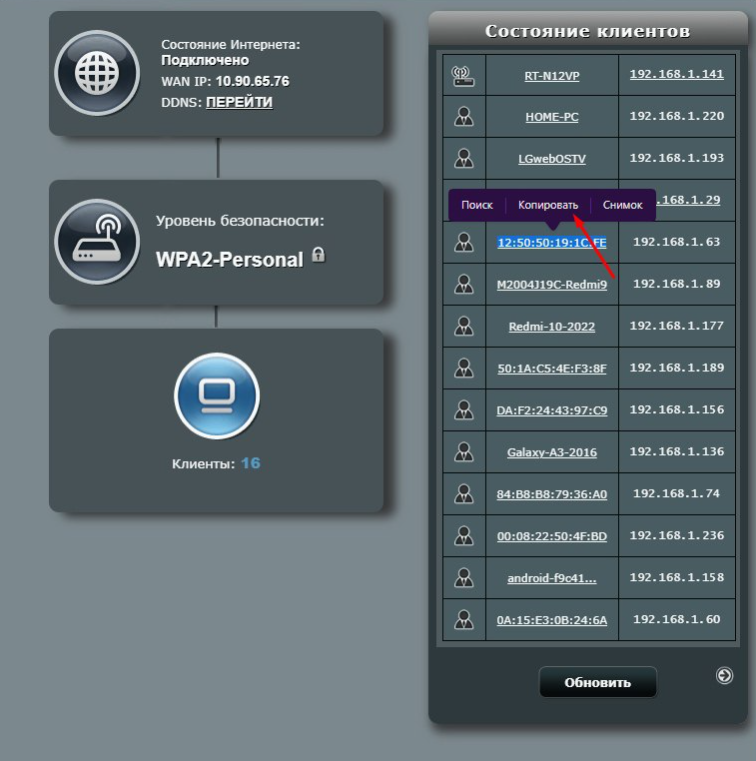 Состояние Интернета:
Подключено
WAN IP: 10.90.65.76
DDNS: ПЕРЕЙТИ
Уровень безопасности:
WPA2-Personal
Клиенты: 16
Состояние клиентов
RT-N12VP 192.168.1.141
HOME-PC 192.168.1.220
LGwebOSTV 192.168.1.193
Поиск Копировать Снимок .168.1.29
12:50:50:19:1C:FE 192.168.1.63
M2004J19C-Redmi9 192.168.1.89
Redmi-10-2022 192.168.1.177
50:1A:C5:4E:F3:8F 192.168.1.189
DA:F2:24:43:97:C9 192.168.1.156
Galaxy-A3-2016 192.168.1.136
84:B8:B8:79:36:A0 192.168.1.74
00:08:22:50:4F:BD 192.168.1.236
android-f9c41... 192.168.1.158
0A:15:E3:0B:24:6A 192.168.1.60
Обновить